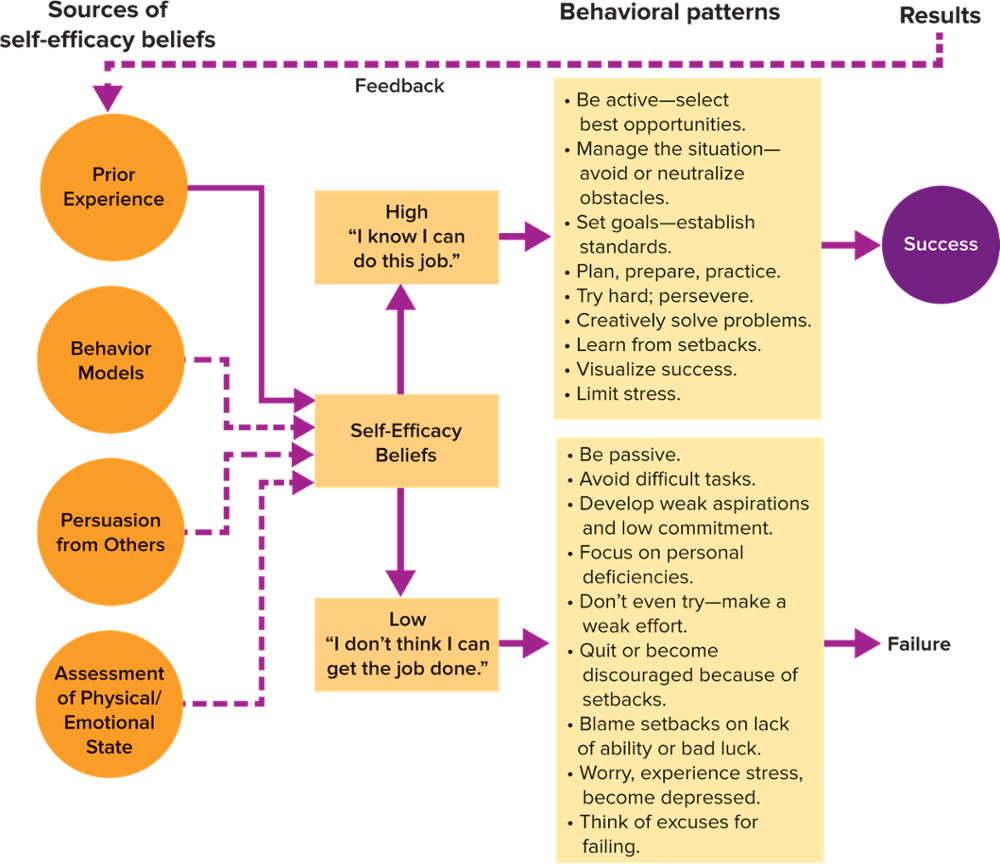 Sources of
self-efficacy beliefs
Behavioral patterns
Results
Feedback
Prior
Experience
Behavior
Models
Persuasion
from Others
Assessment
of Physical/
Emotional
State
High
“I know I can
do this job.”
Self-Efficacy
Beliefs
Low
“I don’t think I can
get the job done.”
• Be active—select
best opportunities.
• Manage the situation—
avoid or neutralize
obstacles.
• Set goals—establish
standards.
• Plan, prepare, practice.
• Try hard; persevere.
• Creatively solve problems.
• Learn from setbacks.
• Visualize success.
• Limit stress.
Success
• Be passive.
• Avoid difficult tasks.
• Develop weak aspirations
and low commitment.
• Focus on personal
deficiencies.
• Don’t even try—make a
weak effort.
• Quit or become
discouraged because of
setbacks.
• Blame setbacks on lack
of ability or bad luck.
• Worry, experience stress,
become depressed.
• Think of excuses for
failing.
Failure